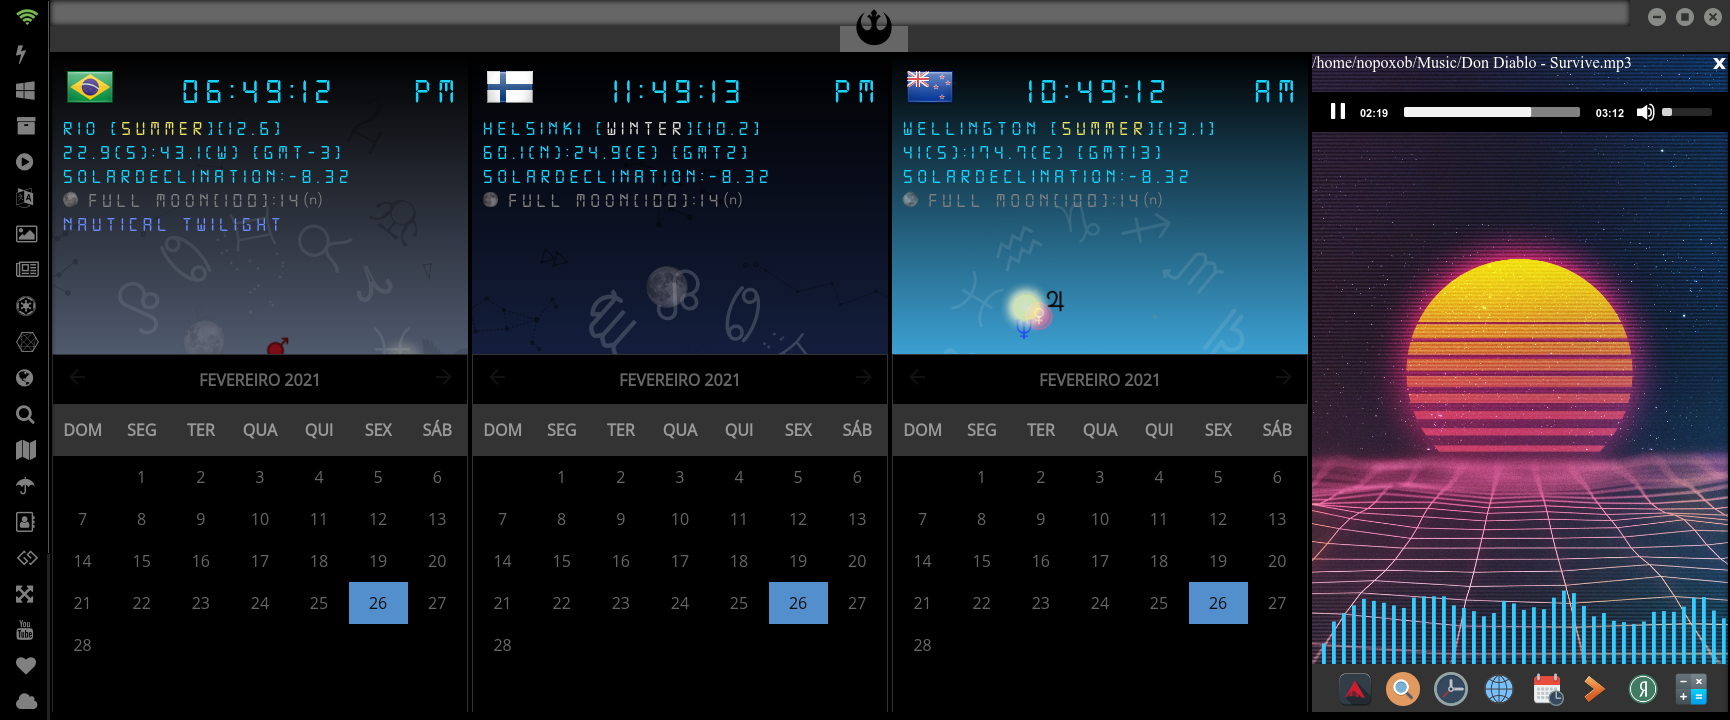 06:49:12 PM
RIO [SUMMER][12.6]
22.9(S):43.1(W) [GMT-3]
SOLARDECLINATION:-8.32
FULL MOON[100]:14(n)
NAUTICAL TWILIGHT
FEVEREIRO 2021
DOM SEG TER QUA QUI SEX SÁB
1 2 3 4 5 6
7 8 9 10 11 12 13
14 15 16 17 18 19 20
21 22 23 24 25 26 27
28
11:49:13 PM
HELSINKI [WINTER][10.2]
60.1(N):24.9(E) [GMT2]
SOLARDECLINATION:-8.32
FULL MOON[100]:14(n)
FEVEREIRO 2021
DOM SEG TER QUA QUI SEX SÁB
1 2 3 4 5 6
7 8 9 10 11 12 13
14 15 16 17 18 19 20
21 22 23 24 25 26 27
28
10:49:12 AM
WELLINGTON [SUMMER][13.1]
41(S):174.7(E) [GMT13]
SOLARDECLINATION:-8.32
FULL MOON[100]:14(n)
FEVEREIRO 2021
DOM SEG TER QUA QUI SEX SÁB
1 2 3 4 5 6
7 8 9 10 11 12 13
14 15 16 17 18 19 20
21 22 23 24 25 26 27
28
/home/nopoxob/Music/Don Diablo - Survive.mp3 x
02:19 03:12
You
Tube
Я